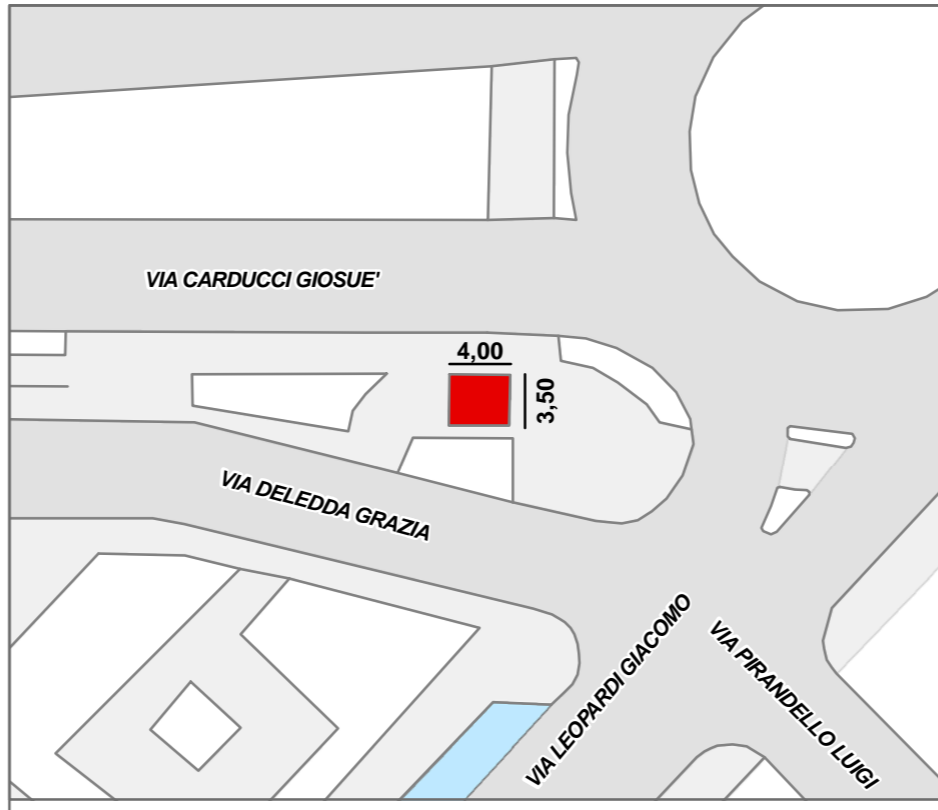 VIA CARDUCCI GIOSUE'
4,00
3,50
VIA DELEDDA GRAZIA
VIA LEOPARDI GIACOMO
VIA PIRANDELLO LUIGI